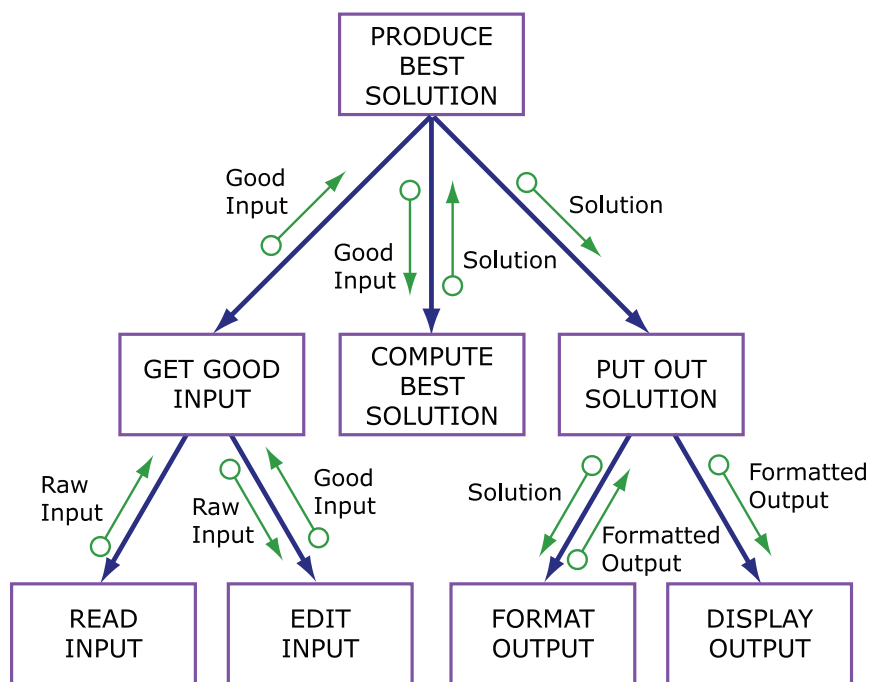 PRODUCE
BEST
SOLUTION
Good
Input
Good
Input
Solution
Solution
GET GOOD
INPUT
COMPUTE
BEST
SOLUTION
PUT OUT
SOLUTION
Raw
Input
Raw
Input
Good
Input
Solution
Formatted
Output
Formatted
Output
READ
INPUT
EDIT
INPUT
FORMAT
OUTPUT
DISPLAY
OUTPUT